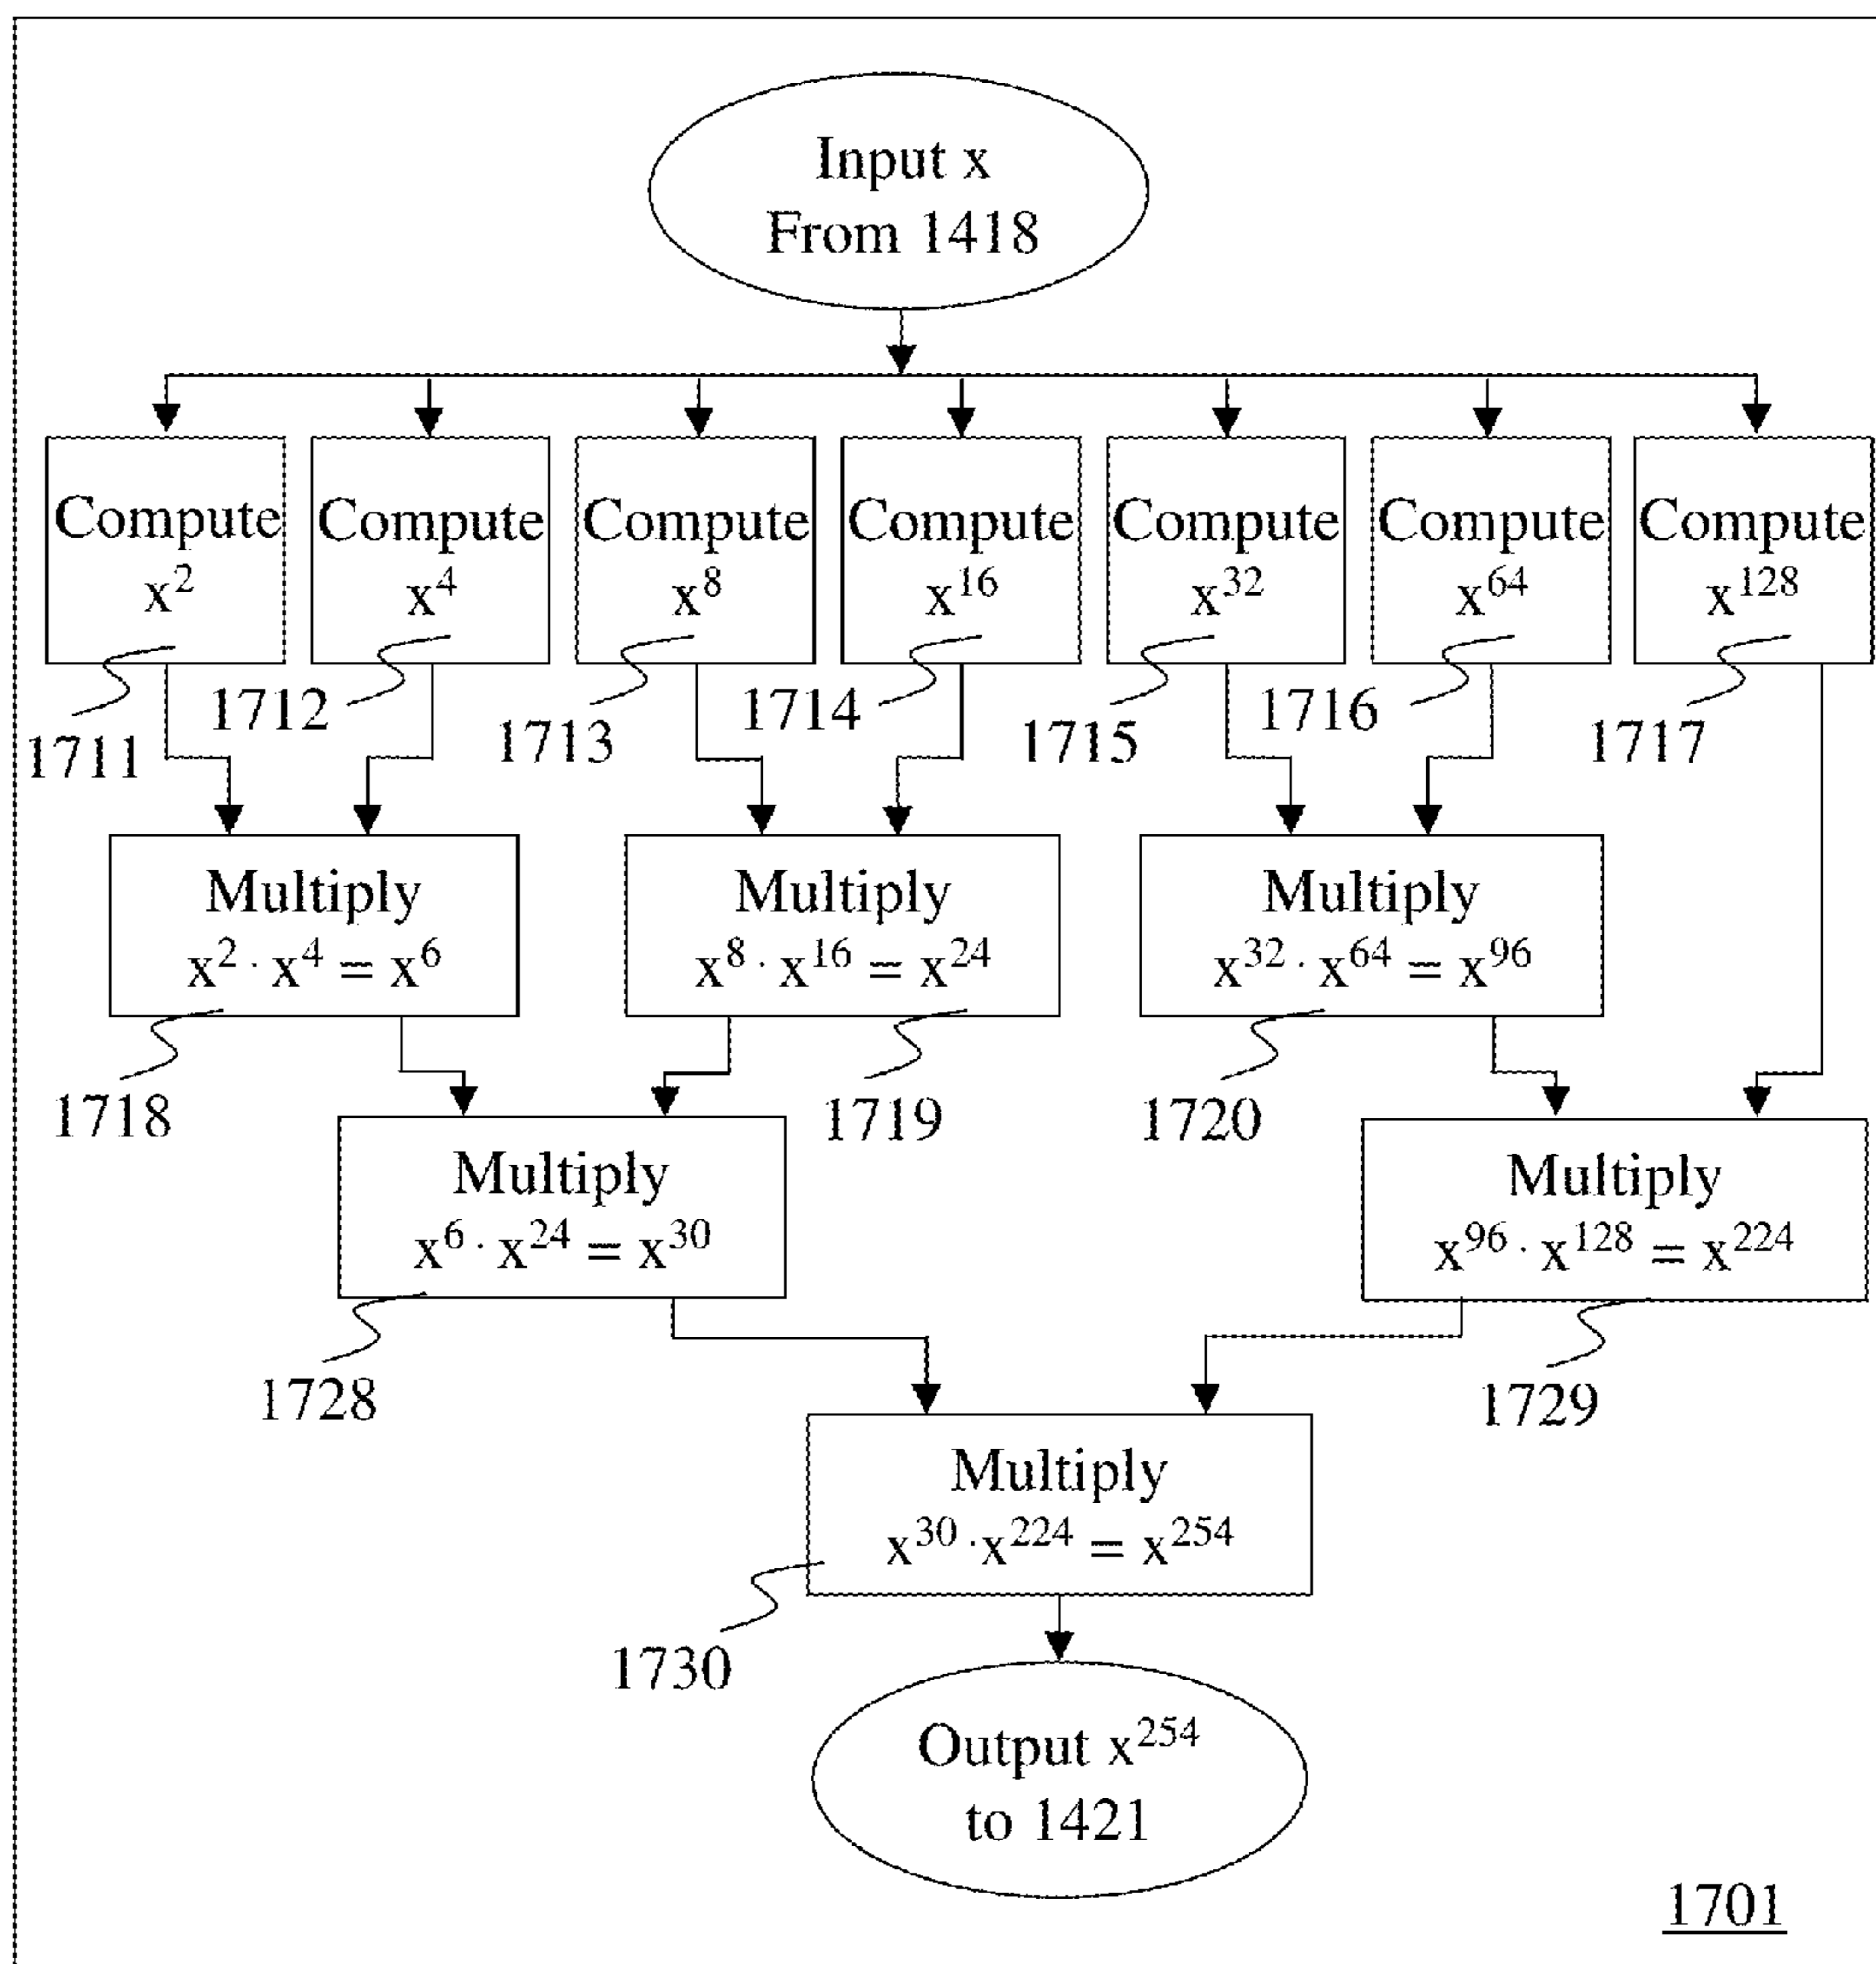 Input x
From 1418
Compute
x²
Compute
x⁴
Compute
x⁸
Compute
x¹⁶
Compute
x³²
Compute
x⁶⁴
Compute
x¹²⁸
1711
1712
1713
1714
1715
1716
1717
Multiply
x² · x⁴ = x⁶
Multiply
x⁸ · x¹⁶ = x²⁴
Multiply
x³² · x⁶⁴ = x⁹⁶
1718
1719
1720
Multiply
x⁶ · x²⁴ = x³⁰
Multiply
x⁹⁶ · x¹²⁸ = x²²⁴
1728
1729
Multiply
x³⁰ · x²²⁴ = x²⁵⁴
1730
Output x²⁵⁴
to 1421
1701